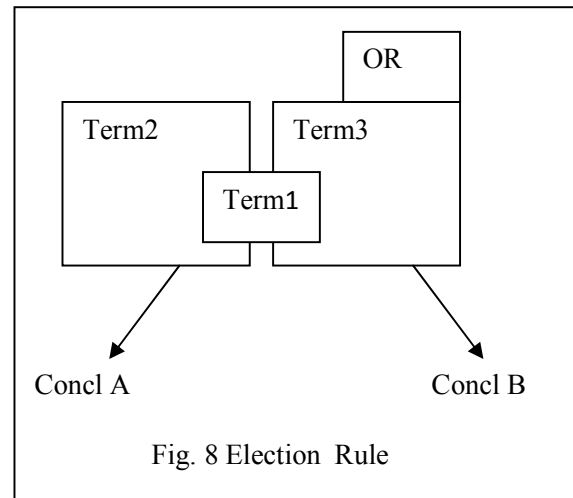 OR
Term2 Term3
Term1
Concl A Concl B
Fig. 8 Election Rule